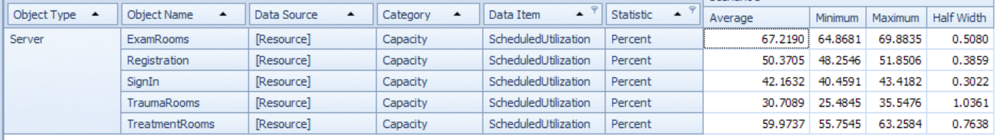 Object Type Object Name Data Source Category Data Item Statistic Average Minimum Maximum Half Width
Server ExamRooms [Resource] Capacity ScheduledUtilization Percent 67.2190 64.8681 69.8835 0.5080
Registration [Resource] Capacity ScheduledUtilization Percent 50.3705 48.2546 51.8506 0.3859
SignIn [Resource] Capacity ScheduledUtilization Percent 42.1632 40.4591 43.4182 0.3022
TraumaRooms [Resource] Capacity ScheduledUtilization Percent 30.7089 25.4845 35.5476 1.0361
TreatmentRooms [Resource] Capacity ScheduledUtilization Percent 59.9737 55.7545 63.2584 0.7638